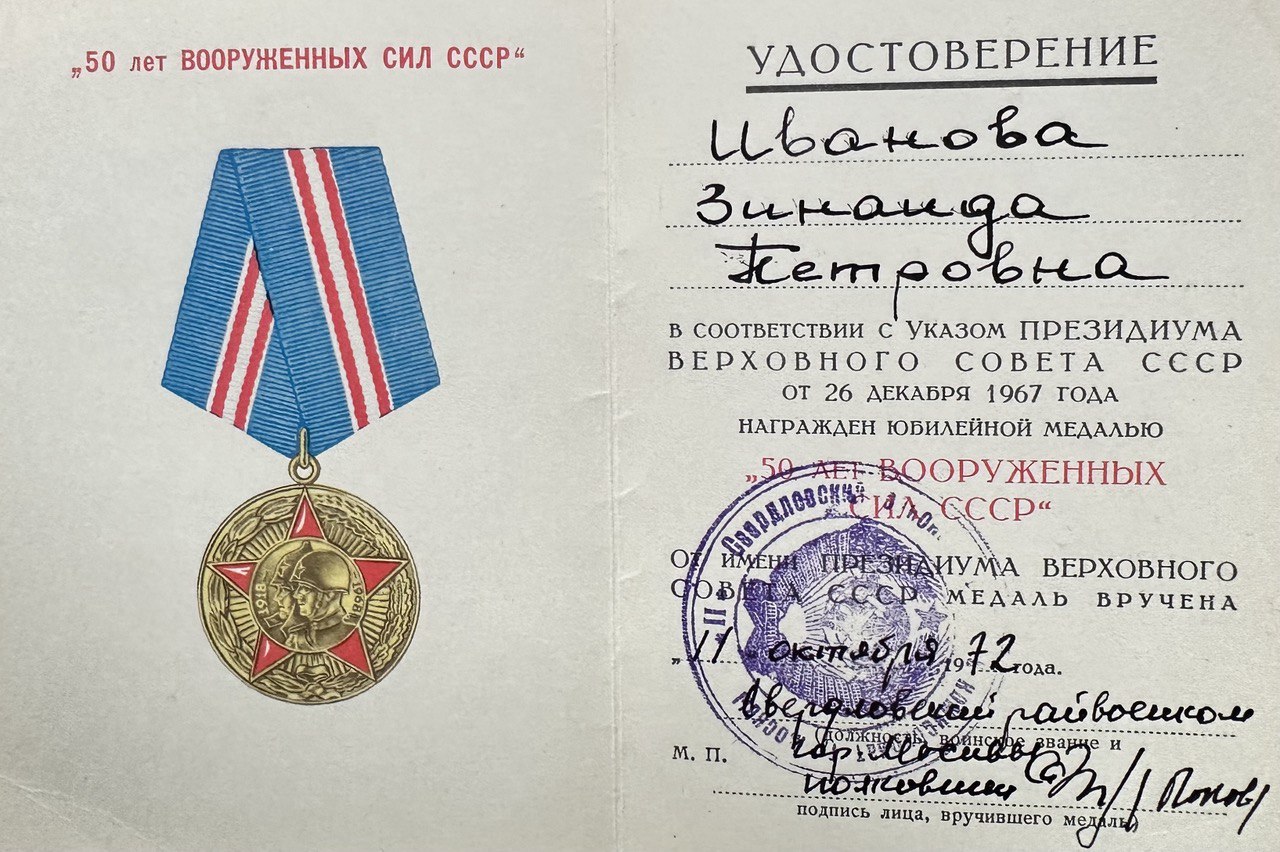 „50 лет ВООРУЖЕННЫХ СИЛ СССР“
1918
1968
УДОСТОВЕРЕНИЕ
Иванова
Зинаида
Петровна
В СООТВЕТСТВИИ С УКАЗОМ ПРЕЗИДИУМА
ВЕРХОВНОГО СОВЕТА СССР
ОТ 26 ДЕКАБРЯ 1967 ГОДА
НАГРАЖДЕН ЮБИЛЕЙНОЙ МЕДАЛЬЮ
„50 ЛЕТ ВООРУЖЕННЫХ
СИЛ СССР“
ОТ ИМЕНИ ПРЕЗИДИУМА ВЕРХОВНОГО
СОВЕТА СССР МЕДАЛЬ ВРУЧЕНА
„11 октября 1972 года.
Свердловский райвоенком
(должность, воинское звание и
гор. Москвы
М. П.
полковник Попов
подпись лица, вручившего медаль)
Свердловский